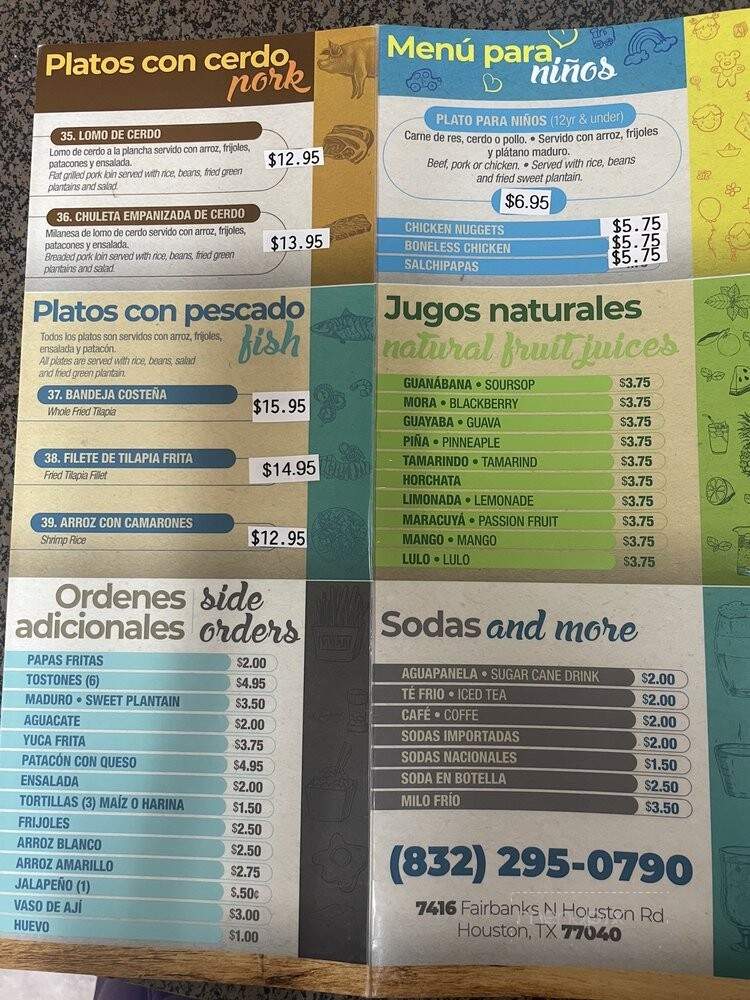 Platos con cerdo
pork
35. LOMO DE CERDO
Lomo de cerdo a la plancha servido con arroz, frijoles,
patacones y ensalada.
Flat grilled pork loin served with rice, beans, fried green
plantains and salad.
$12.95
36. CHULETA EMPANIZADA DE CERDO
Milanesa de lomo de cerdo servido con arroz, frijoles,
patacones y ensalada.
Breaded pork loin served with rice, beans, fried green
plantains and salad.
$13.95
Platos con pescado
fish
Todos los platos son servidos con arroz, frijoles,
ensalada y patacón.
All plates are served with rice, beans, salad
and fried green plantain.
37. BANDEJA COSTEÑA
Whole Fried Tilapia
$15.95
38. FILETE DE TILAPIA FRITA
Fried Tilapia Fillet
$14.95
39. ARROZ CON CAMARONES
Shrimp Rice
$12.95
Ordenes adicionales
side orders
PAPAS FRITAS $2.00
TOSTONES (6) $4.95
MADURO • SWEET PLANTAIN $3.50
AGUACATE $2.00
YUCA FRITA $3.75
PATACÓN CON QUESO $4.95
ENSALADA $2.00
TORTILLAS (3) MAÍZ O HARINA $1.50
FRIJOLES $2.50
ARROZ BLANCO $2.50
ARROZ AMARILLO $2.75
JALAPEÑO (1) $.50¢
VASO DE AJÍ $3.00
HUEVO $1.00
Menú para
niños
PLATO PARA NIÑOS (12yr & under)
Carne de res, cerdo o pollo. • Servido con arroz, frijoles
y plátano maduro.
Beef, pork or chicken. • Served with rice, beans
and fried sweet plantain.
$6.95
CHICKEN NUGGETS $5.75
BONELESS CHICKEN $5.75
SALCHIPAPAS $5.75
Jugos naturales
natural fruit juices
GUANÁBANA • SOURSOP $3.75
MORA • BLACKBERRY $3.75
GUAYABA • GUAVA $3.75
PIÑA • PINNEAPLE $3.75
TAMARINDO • TAMARIND $3.75
HORCHATA $3.75
LIMONADA • LEMONADE $3.75
MARACUYÁ • PASSION FRUIT $3.75
MANGO • MANGO $3.75
LULO • LULO $3.75
Sodas and more
AGUAPANELA • SUGAR CANE DRINK $2.00
TÉ FRIO • ICED TEA $2.00
CAFÉ • COFFE $2.00
SODAS IMPORTADAS $2.00
SODAS NACIONALES $1.50
SODA EN BOTELLA $2.50
MILO FRÍO $3.50
(832) 295-0790
7416 Fairbanks N Houston Rd
Houston, TX 77040